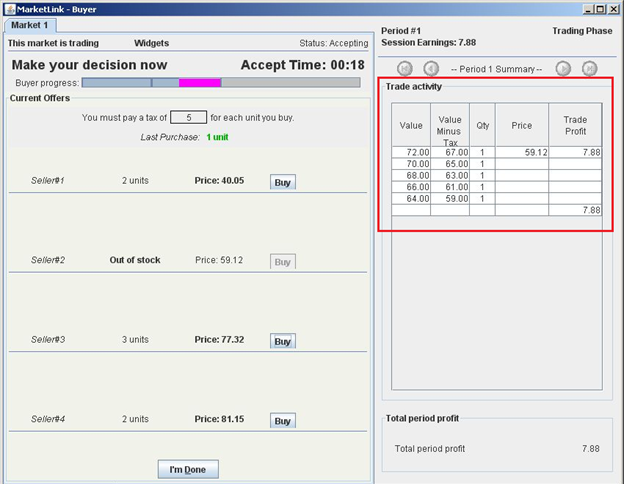 MarketLink - Buyer
Market 1
This market is trading Widgets Status: Accepting
Make your decision now Accept Time: 00:18
Buyer progress:
Current Offers
You must pay a tax of 5 for each unit you buy.
Last Purchase: 1 unit
Seller#1 2 units Price: 40.05 Buy
Seller#2 Out of stock Price: 59.12 Buy
Seller#3 3 units Price: 77.32 Buy
Seller#4 2 units Price: 81.15 Buy
I'm Done
Period #1 Trading Phase
Session Earnings: 7.88
-- Period 1 Summary --
Trade activity
Value Value Minus Tax Qty Price Trade Profit
72.00 67.00 1 59.12 7.88
70.00 65.00 1
68.00 63.00 1
66.00 61.00 1
64.00 59.00 1
7.88
Total period profit
Total period profit 7.88